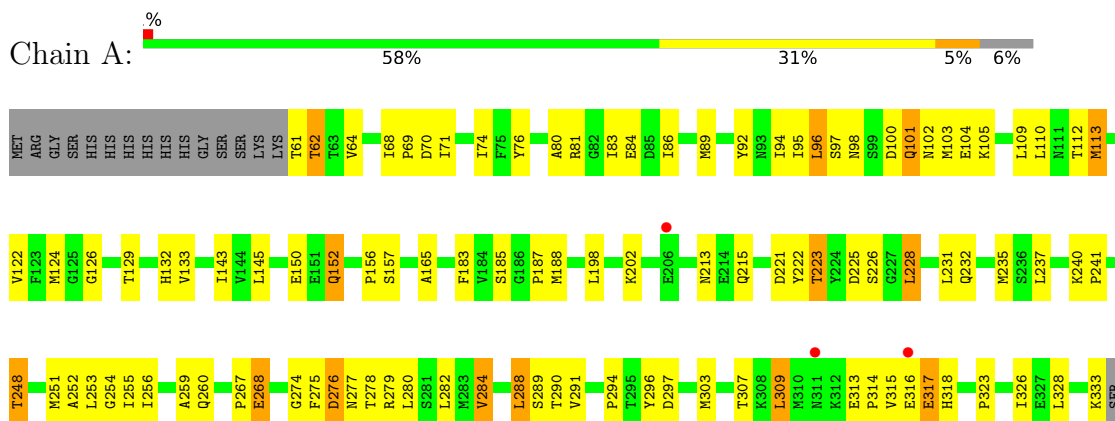 %
Chain A:
58% 31% 5% 6%
MET ARG GLY SER HIS HIS HIS HIS HIS HIS GLY SER SER LYS LYS T61 T62 T63 V64 I68 P69 D70 I71 I74 F75 Y76 A80 R81 G82 I83 E84 D85 I86 M89 Y92 N93 I94 I95 L96 S97 N98 S99 D100 Q101 N102 M103 E104 K105 L109 L110 N111 T112 M113
V122 F123 M124 G125 G126 T129 H132 V133 I143 V144 L145 E150 E151 Q152 P156 S157 A165 F183 V184 S185 G186 P187 M188 L198 K202 E206 N213 E214 Q215 D221 Y222 T223 Y224 D225 S226 G227 L228 L231 Q232 M235 S236 L237 K240 P241
T248 M251 A252 L253 G254 I255 I256 A259 Q260 P267 E268 G274 F275 D276 N277 T278 R279 L280 S281 L282 M283 V284 L288 S289 T290 V291 P294 T295 Y296 D297 M303 T307 K308 L309 M310 N311 K312 E313 P314 V315 E316 E317 H318 P323 I326 E327 L328 K333 SER